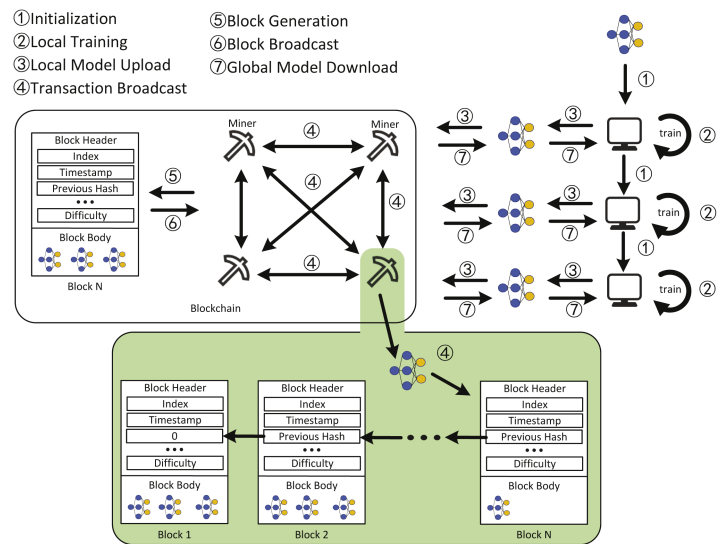 ①Initialization
②Local Training
③Local Model Upload
④Transaction Broadcast
⑤Block Generation
⑥Block Broadcast
⑦Global Model Download
①
Miner
④
Miner
③
③
train
②
⑦
⑦
Block Header
Index
Timestamp
Previous Hash
•••
Difficulty
Block Body
Block N
⑤
⑥
④
④
①
③
③
train
②
⑦
⑦
①
④
③
③
train
②
⑦
⑦
Blockchain
④
Block Header
Index
Timestamp
0
•••
Difficulty
Block Body
Block 1
Block Header
Index
Timestamp
Previous Hash
•••
Difficulty
Block Body
Block 2
•••
Block Header
Index
Timestamp
Previous Hash
•••
Difficulty
Block Body
Block N